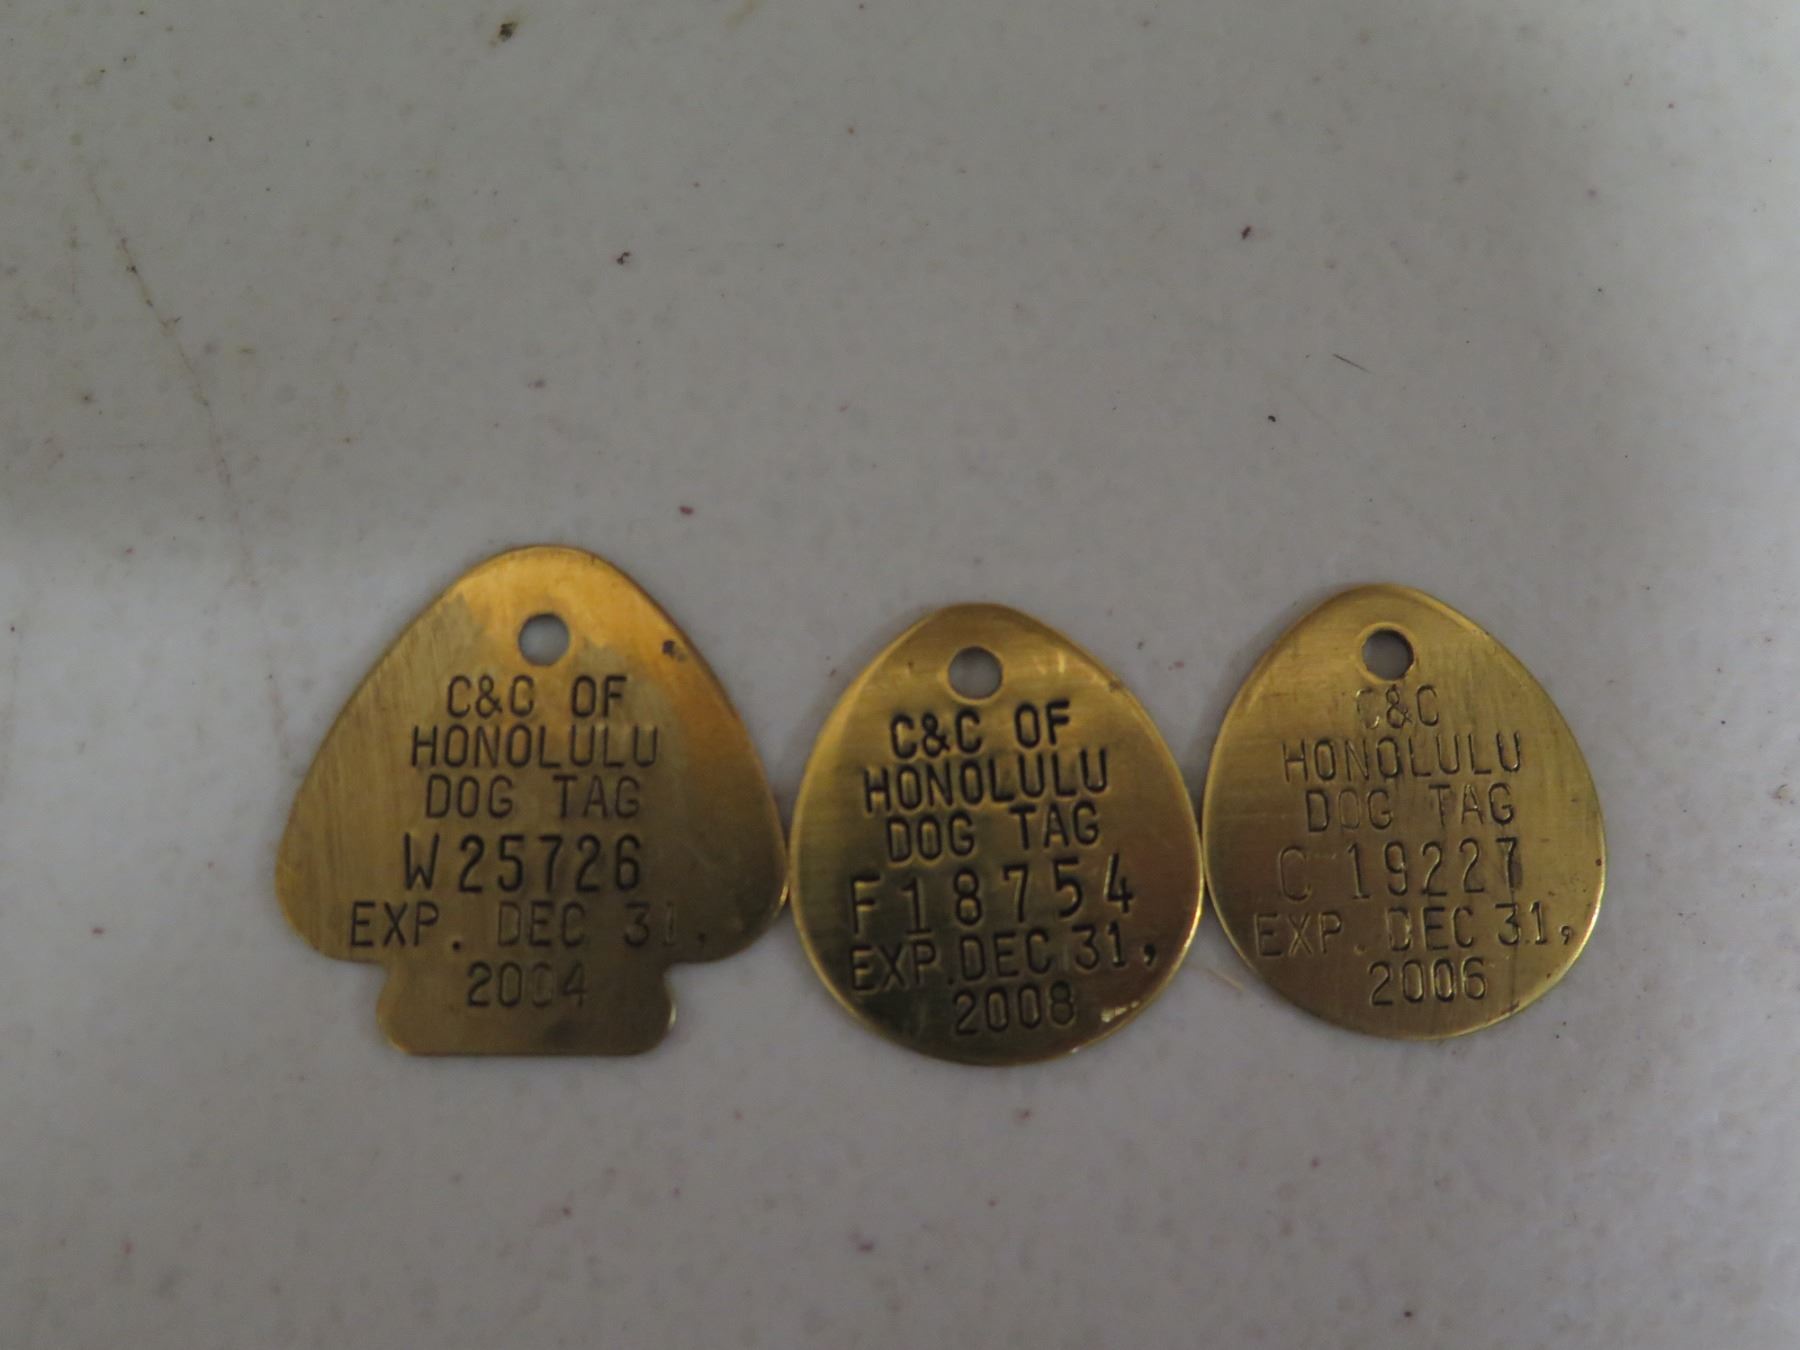 C&C OF
HONOLULU
DOG TAG
W25726
EXP. DEC 31,
2004
C&C OF
HONOLULU
DOG TAG
F18754
EXP. DEC 31,
2008
C&C
HONOLULU
DOG TAG
C 19227
EXP. DEC 31,
2006